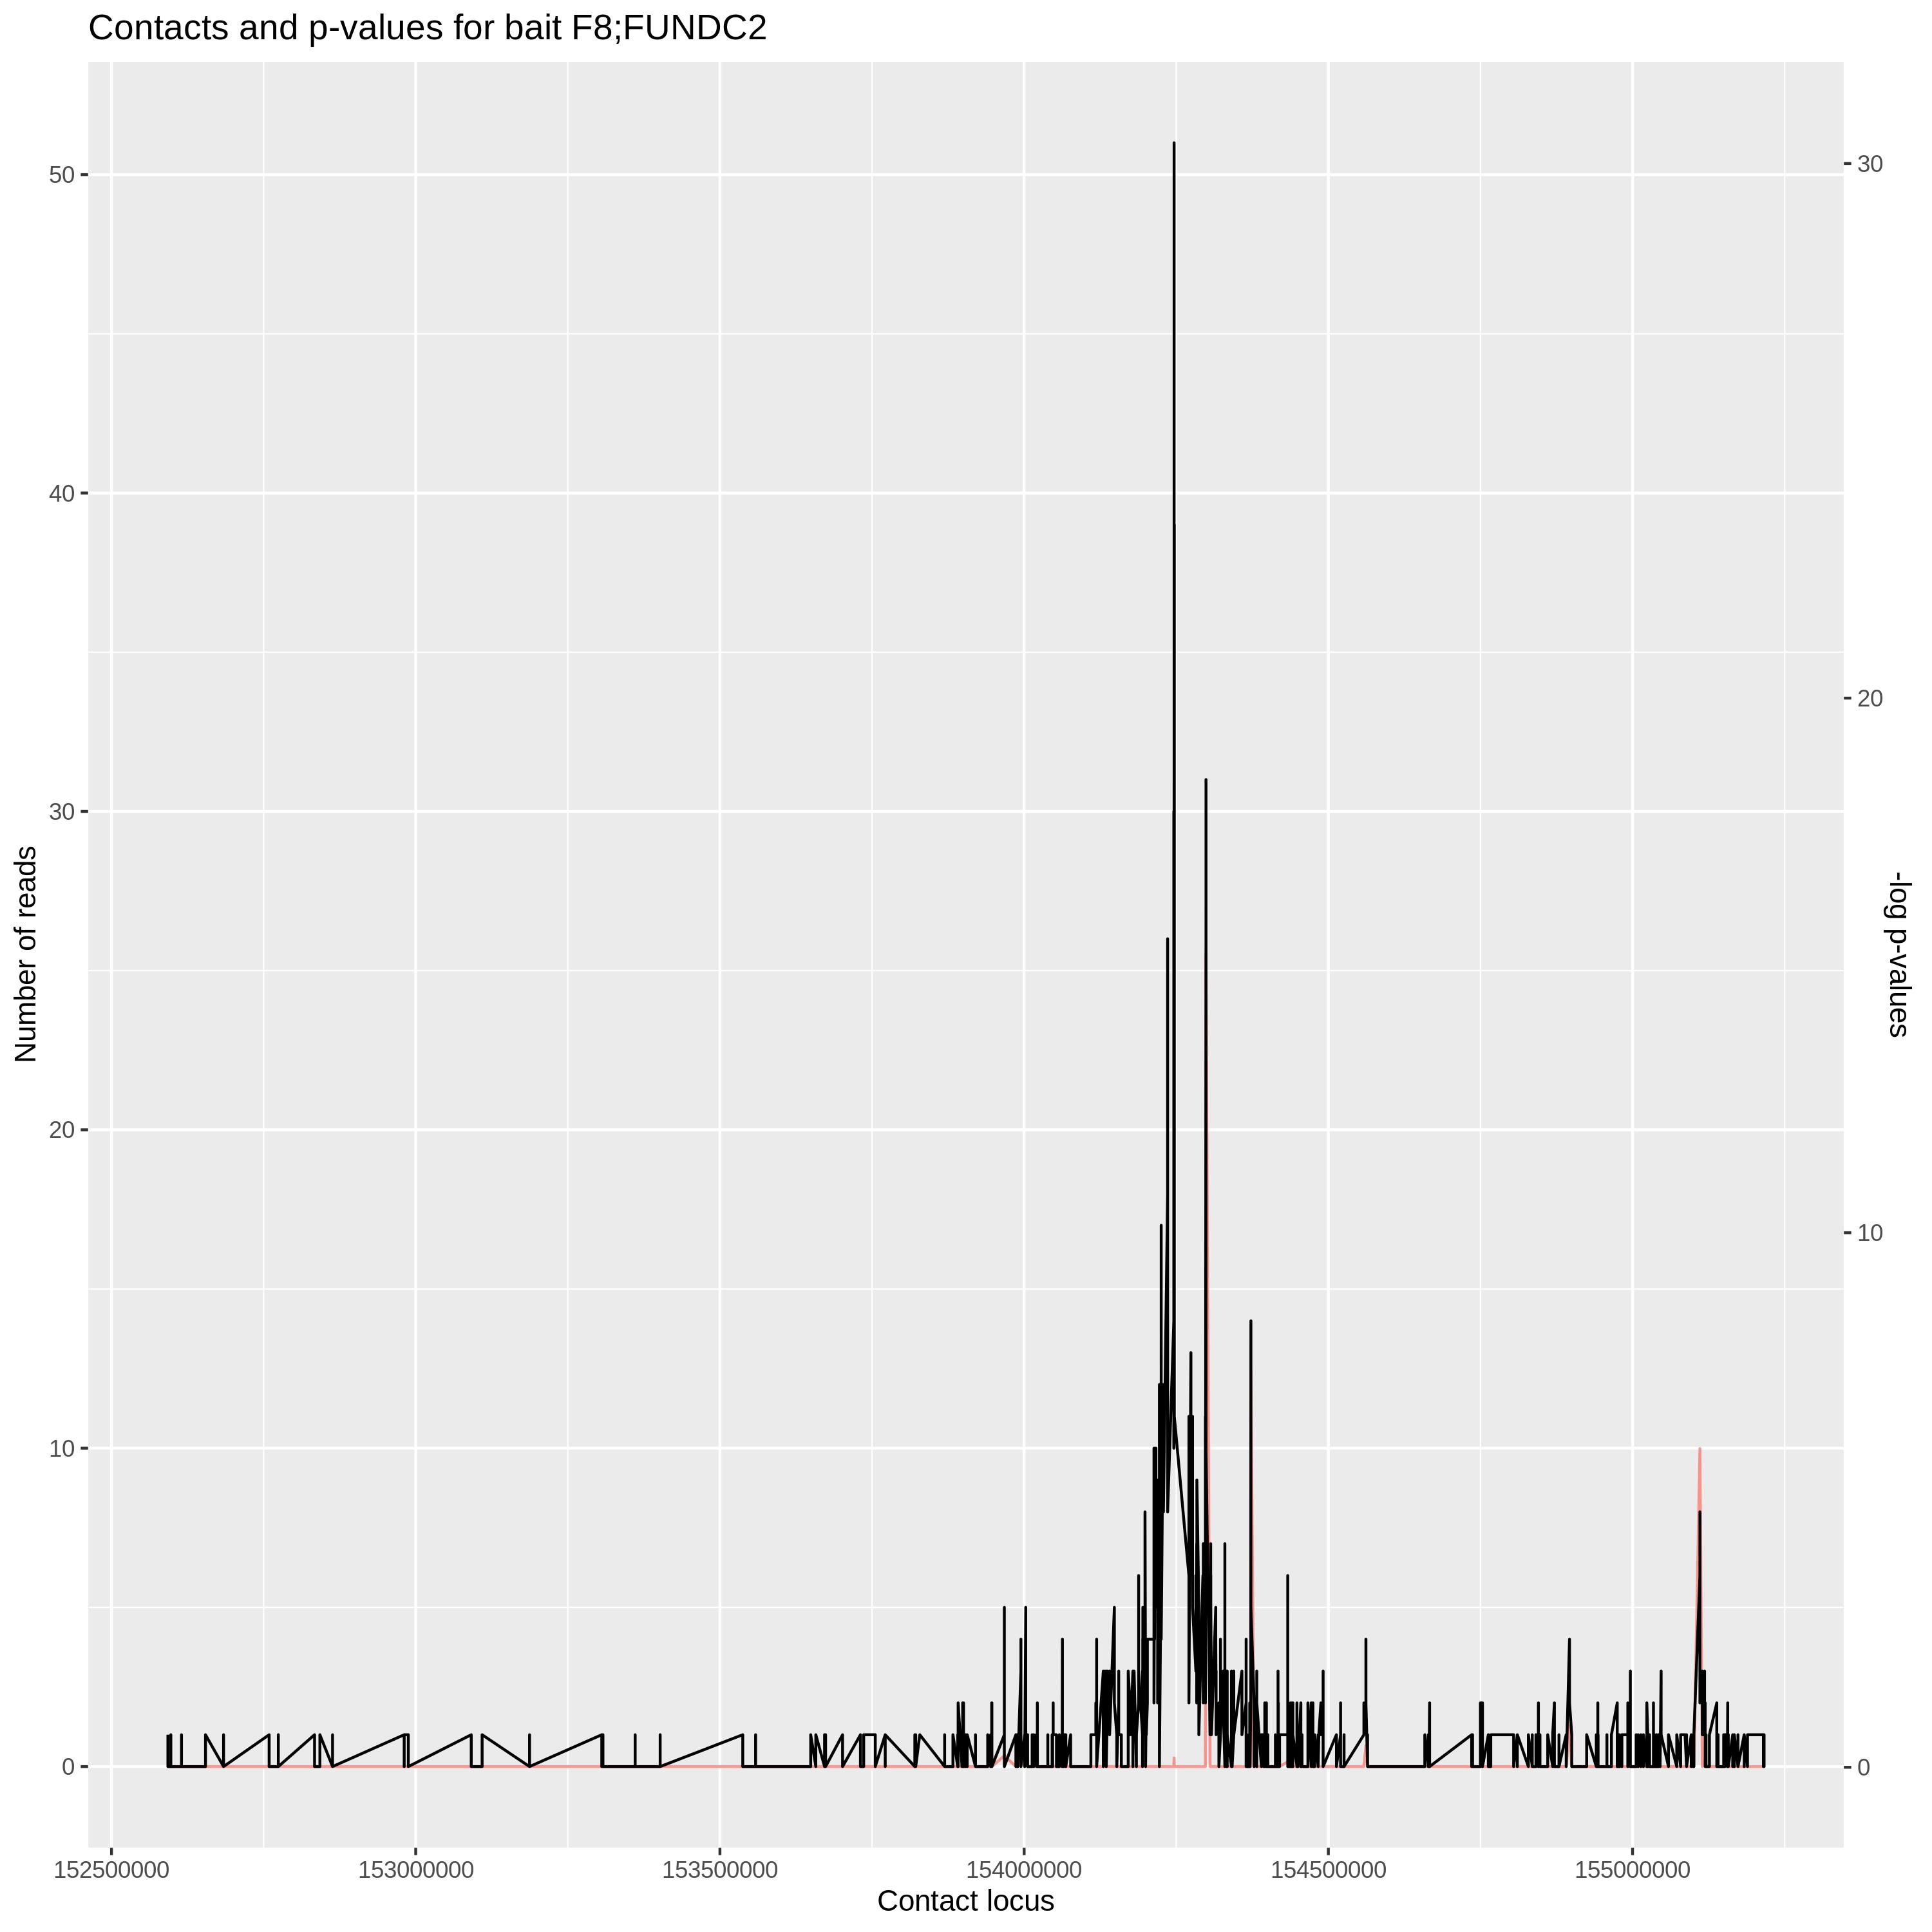 Contacts and p-values for bait F8;FUNDC2
50
40
30
20
10
0
Number of reads
30
20
10
0
-log p-values
152500000 153000000 153500000 154000000 154500000 155000000
Contact locus